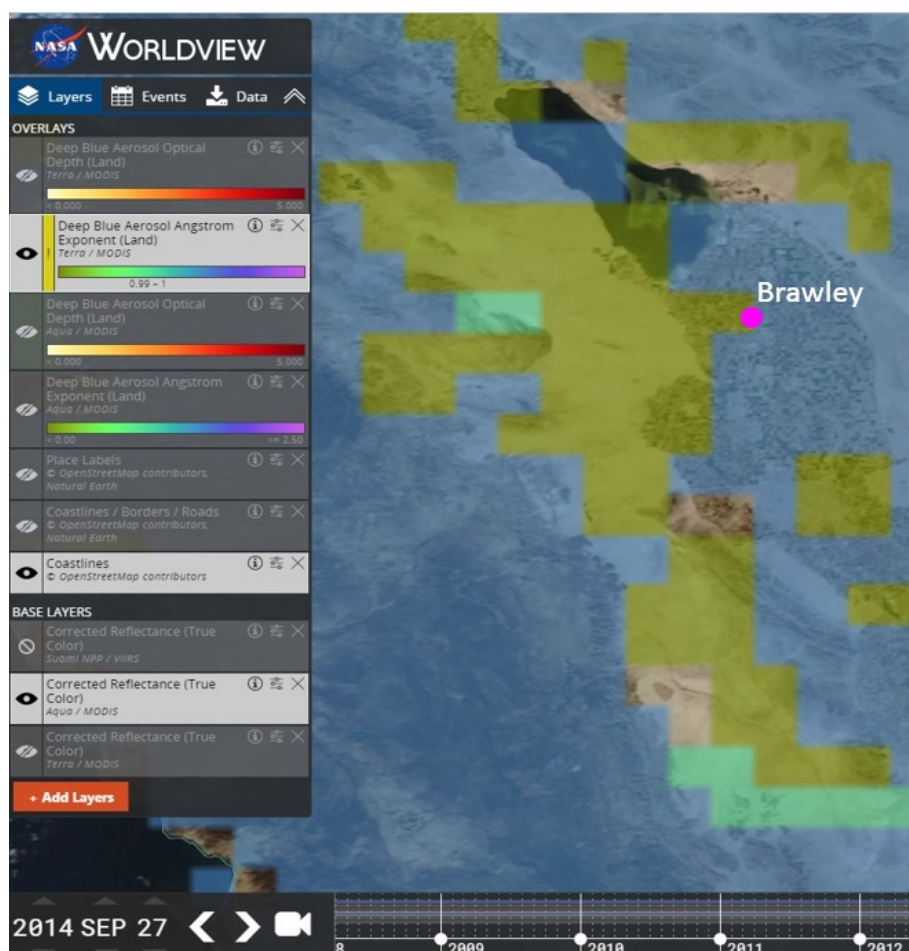 NASA WORLDVIEW
Layers Events Data
OVERLAYS
Deep Blue Aerosol Optical
Depth (Land)
Terra / MODIS
< 0.000 5.000
Deep Blue Aerosol Angstrom
Exponent (Land)
Terra / MODIS
0.99 – 1
Deep Blue Aerosol Optical
Depth (Land)
Aqua / MODIS
< 0.000 5.000
Deep Blue Aerosol Angstrom
Exponent (Land)
Aqua / MODIS
< 0.00 >= 2.50
Place Labels
© OpenStreetMap contributors,
Natural Earth
Coastlines / Borders / Roads
© OpenStreetMap contributors,
Natural Earth
Coastlines
© OpenStreetMap contributors
BASE LAYERS
Corrected Reflectance (True
Color)
Suomi NPP / VIIRS
Corrected Reflectance (True
Color)
Aqua / MODIS
Corrected Reflectance (True
Color)
Terra / MODIS
+ Add Layers
Brawley
2014 SEP 27
8 2009 2010 2011 2012